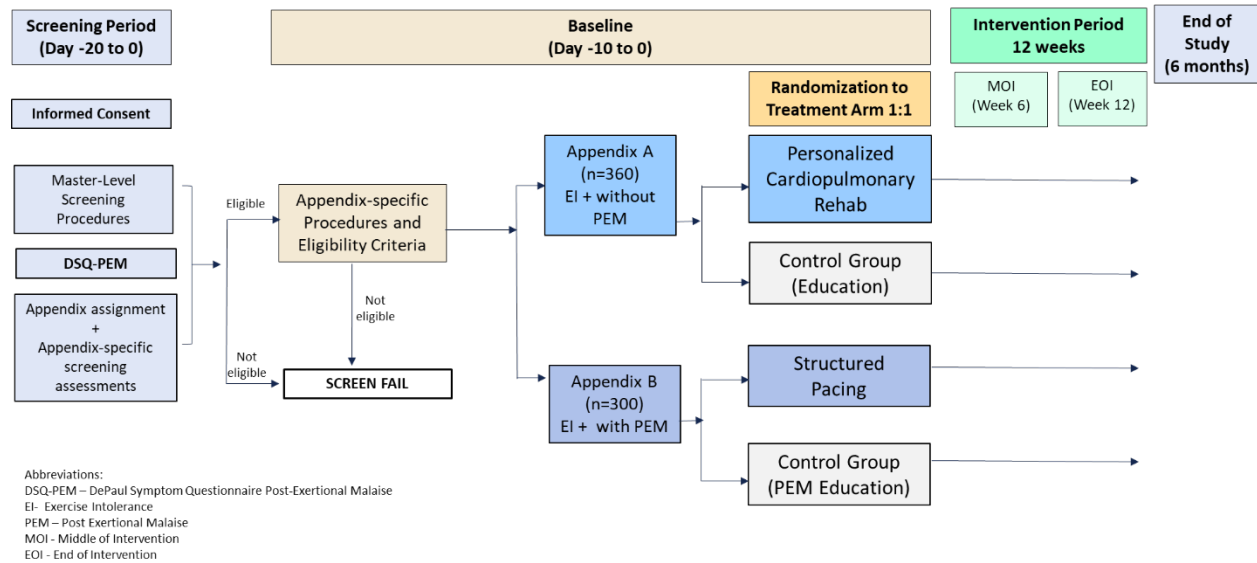 Screening Period
(Day -20 to 0)
Baseline
(Day -10 to 0)
Intervention Period
12 weeks
End of
Study
(6 months)
Randomization to
Treatment Arm 1:1
MOI
(Week 6)
EOI
(Week 12)
Informed Consent
Master-Level
Screening
Procedures
DSQ-PEM
Appendix assignment
+
Appendix-specific
screening
assessments
Eligible
Not
eligible
Appendix-specific
Procedures and
Eligibility Criteria
Not
eligible
SCREEN FAIL
Appendix A
(n=360)
EI + without
PEM
Personalized
Cardiopulmonary
Rehab
Control Group
(Education)
Appendix B
(n=300)
EI + with PEM
Structured
Pacing
Control Group
(PEM Education)
Abbreviations:
DSQ-PEM – DePaul Symptom Questionnaire Post-Exertional Malaise
EI- Exercise Intolerance
PEM – Post Exertional Malaise
MOI - Middle of Intervention
EOI - End of Intervention